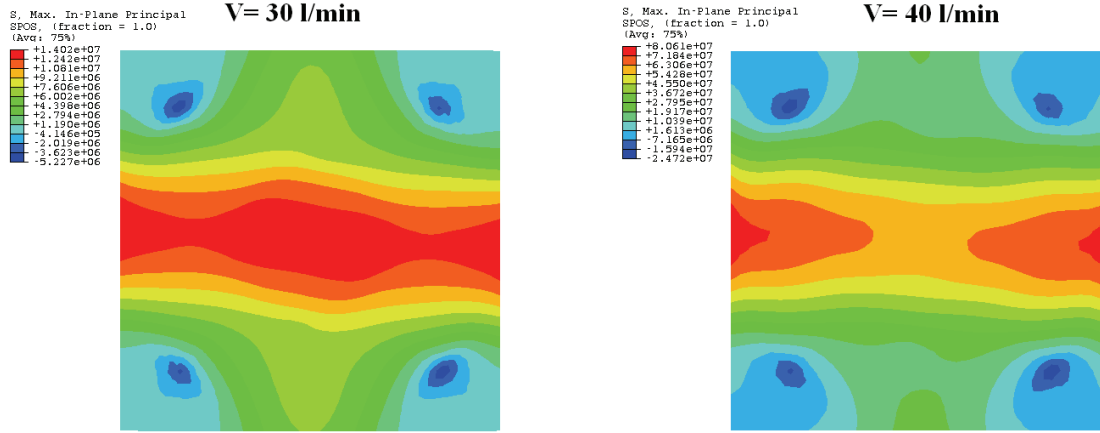 V= 30 l/min
S, Max. In-Plane Principal
SPOS, (fraction = 1.0)
(Avg: 75%)
+1.402e+07
+1.242e+07
+1.081e+07
+9.211e+06
+7.606e+06
+6.002e+06
+4.398e+06
+2.794e+06
+1.190e+06
-4.146e+05
-2.019e+06
-3.623e+06
-5.227e+06
V= 40 l/min
S, Max. In-Plane Principal
SPOS, (fraction = 1.0)
(Avg: 75%)
+8.061e+07
+7.184e+07
+6.306e+07
+5.428e+07
+4.550e+07
+3.672e+07
+2.795e+07
+1.917e+07
+1.039e+07
+1.613e+06
-7.165e+06
-1.594e+07
-2.472e+07